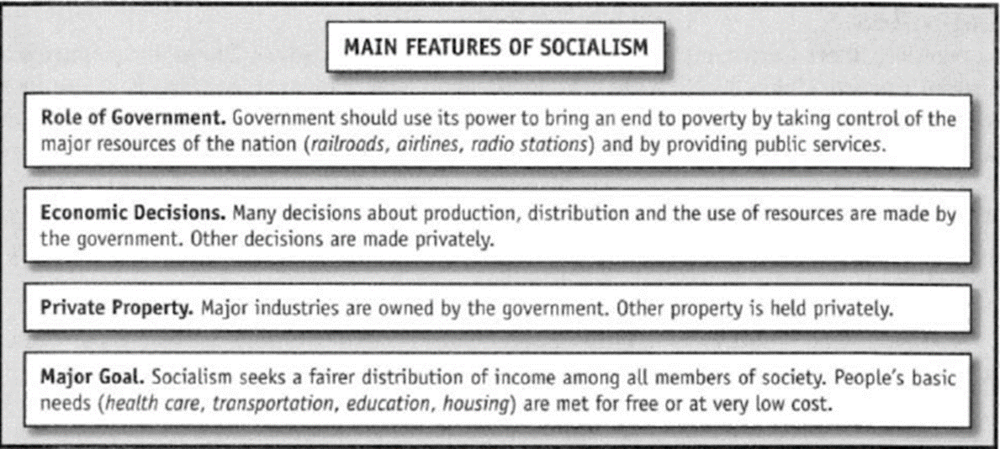 MAIN FEATURES OF SOCIALISM
Role of Government. Government should use its power to bring an end to poverty by taking control of the
major resources of the nation (railroads, airlines, radio stations) and by providing public services.
Economic Decisions. Many decisions about production, distribution and the use of resources are made by
the government. Other decisions are made privately.
Private Property. Major industries are owned by the government. Other property is held privately.
Major Goal. Socialism seeks a fairer distribution of income among all members of society. People's basic
needs (health care, transportation, education, housing) are met for free or at very low cost.